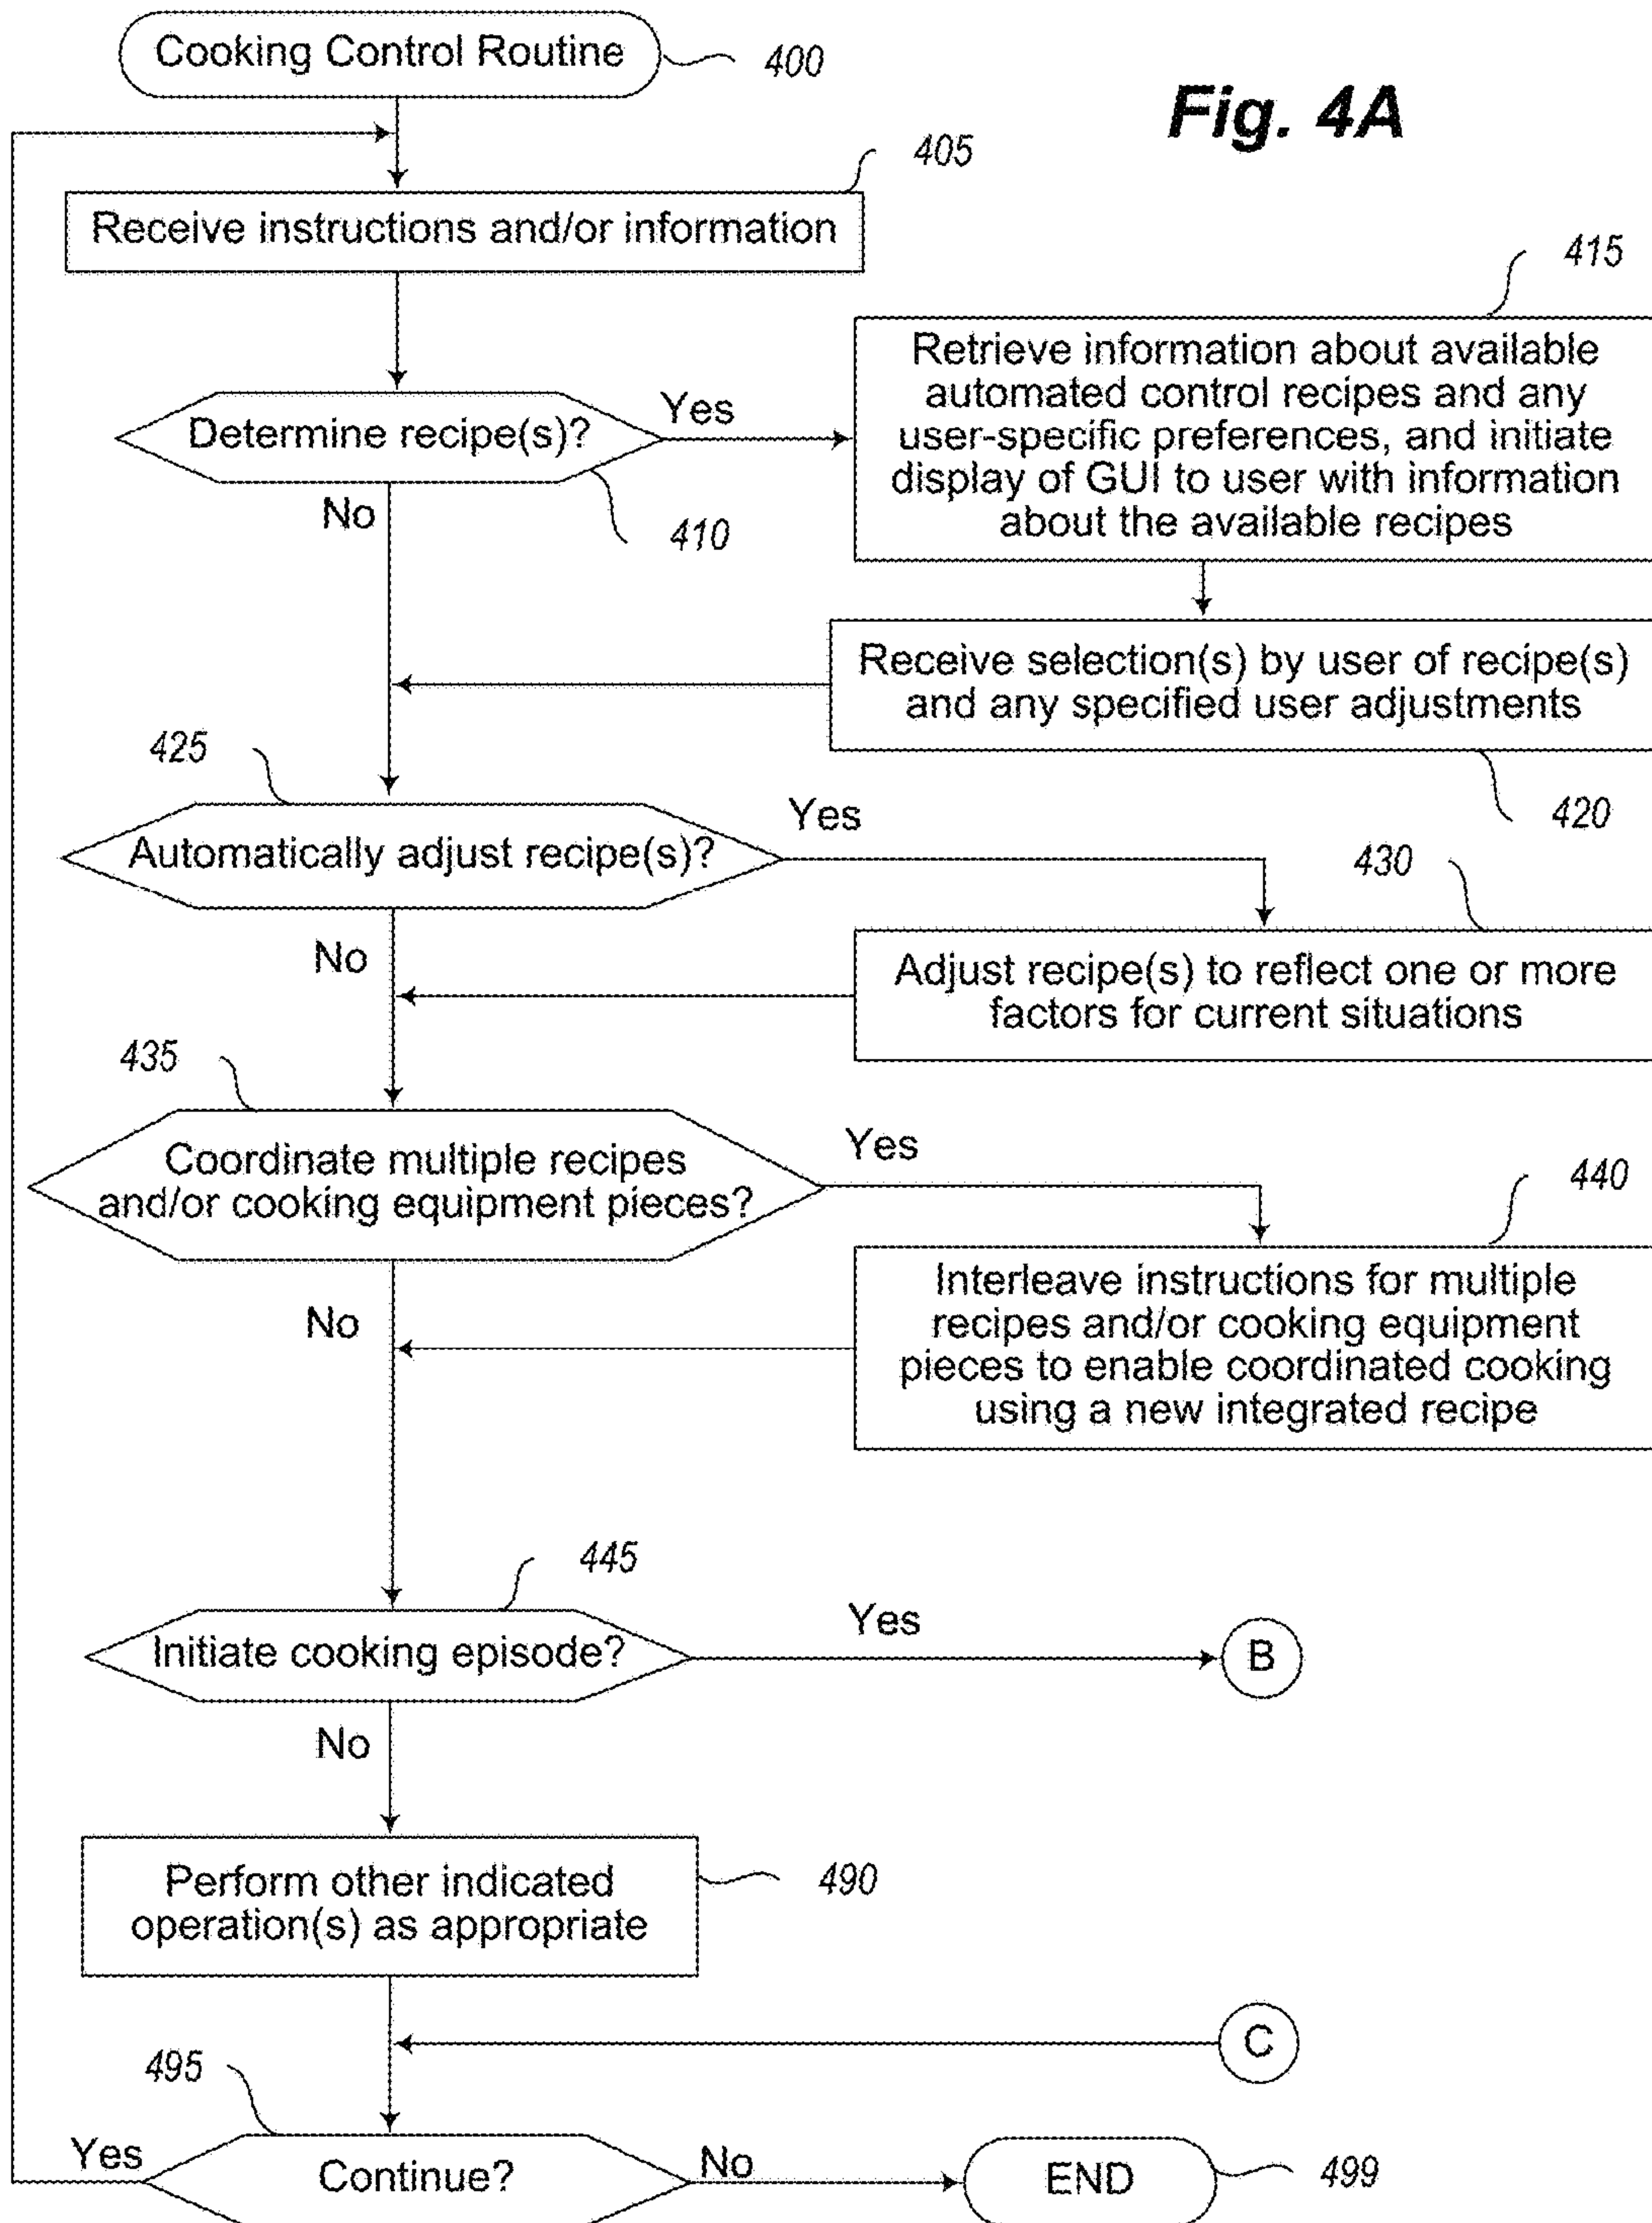 Cooking Control Routine
400
Fig. 4A
405
Receive instructions and/or information
415
Retrieve information about available
automated control recipes and any
user-specific preferences, and initiate
display of GUI to user with information
about the available recipes
Determine recipe(s)?
Yes
No
410
Receive selection(s) by user of recipe(s)
and any specified user adjustments
420
425
Automatically adjust recipe(s)?
Yes
No
430
Adjust recipe(s) to reflect one or more
factors for current situations
435
Coordinate multiple recipes
and/or cooking equipment pieces?
Yes
No
440
Interleave instructions for multiple
recipes and/or cooking equipment
pieces to enable coordinated cooking
using a new integrated recipe
445
Initiate cooking episode?
Yes
B
No
Perform other indicated
operation(s) as appropriate
490
C
495
Yes
Continue?
No
END
499